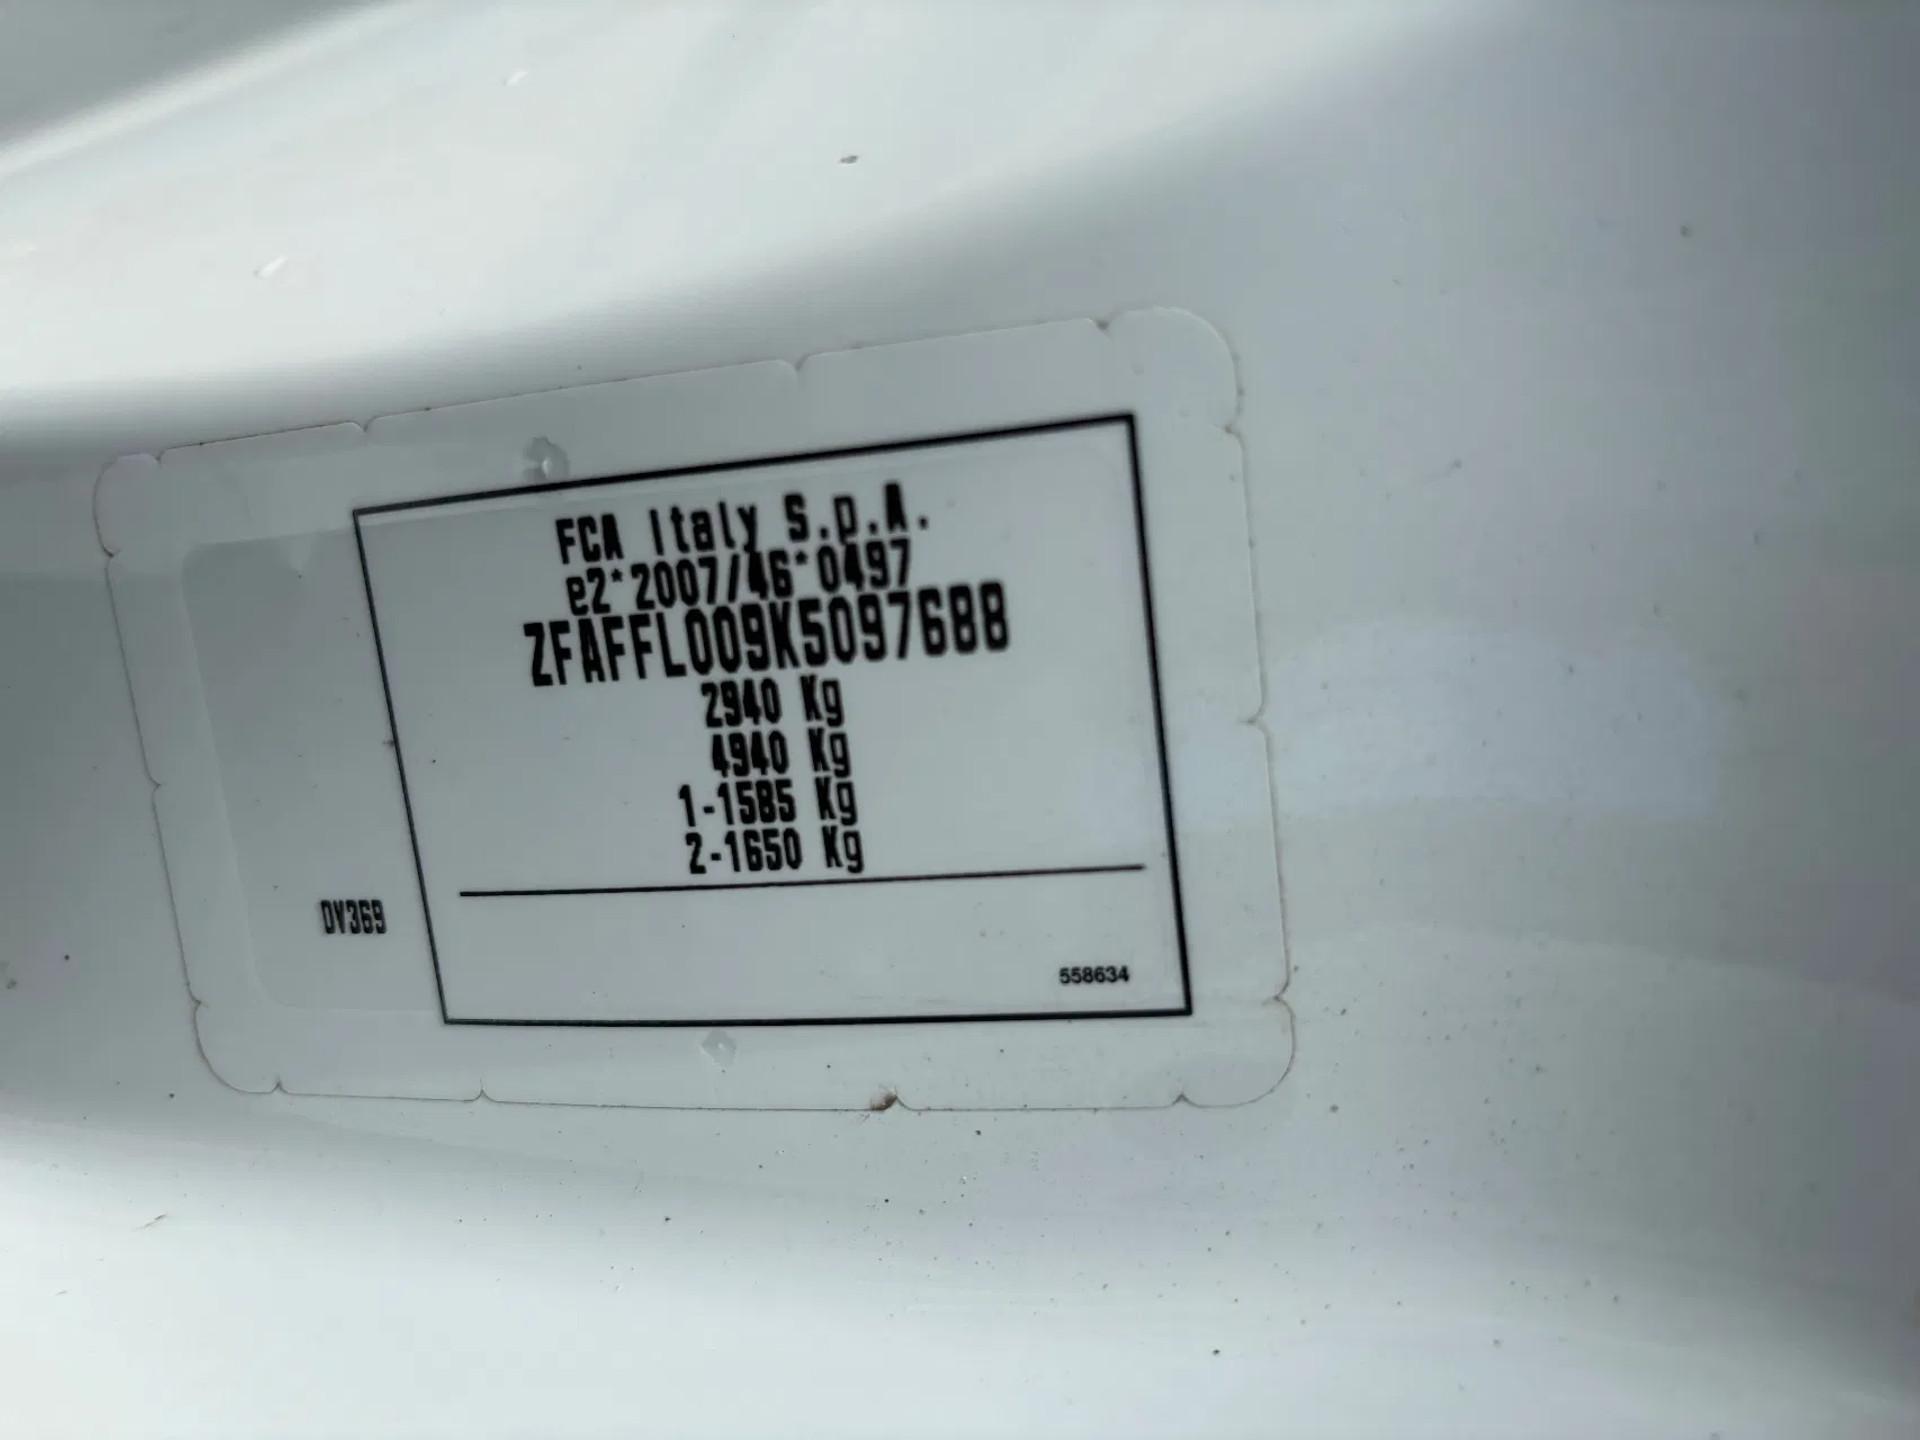 FCA Italy S.p.A.
e2*2007/46*0497
ZFAFFL009K5097688
2940 Kg
4940 Kg
1-1585 Kg
2-1650 Kg
DV369
558634